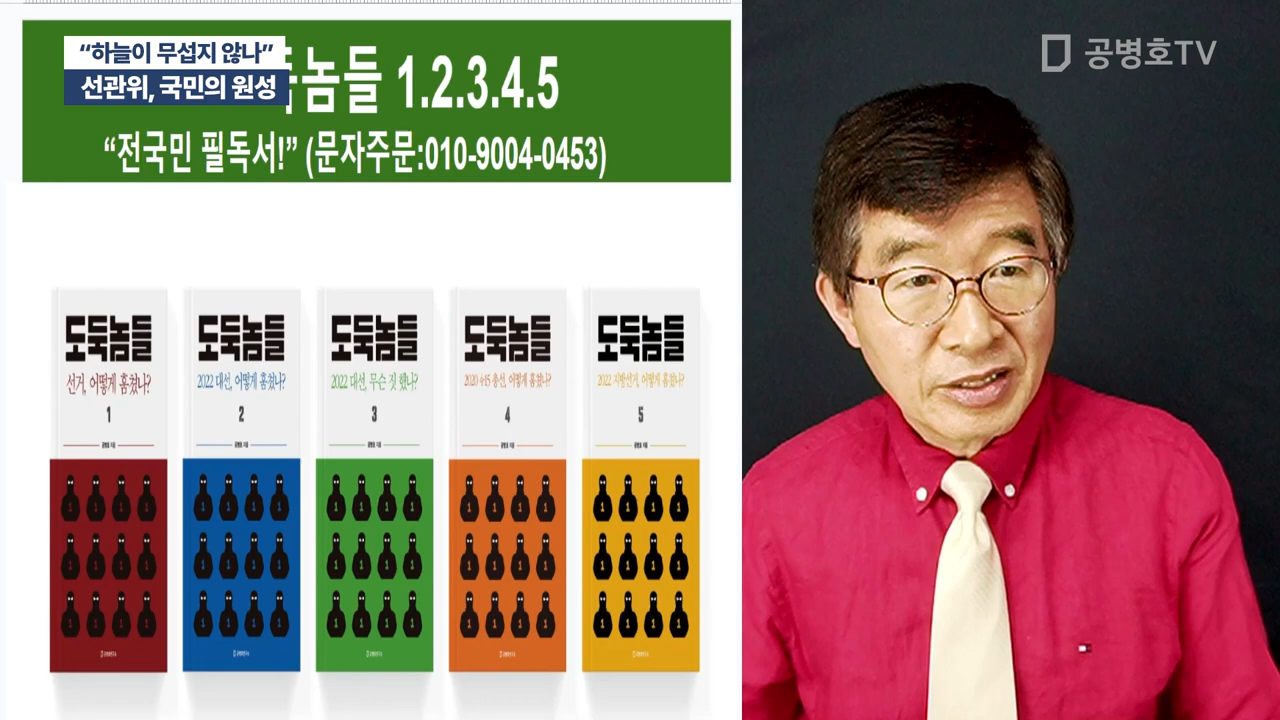 “하늘이 무섭지 않나”
선관위, 국민의 원성
놈들 1.2.3.4.5
“전국민 필독서!” (문자주문:010-9004-0453)
공병호TV
도둑놈들
선거, 어떻게 훔쳤나?
1
도둑놈들
2022 대선, 어떻게 훔쳤나?
2
도둑놈들
2022 대선, 무슨 짓 했나?
3
도둑놈들
2020 4·15 총선, 어떻게 훔쳤나?
4
도둑놈들
2022 지방선거, 어떻게 훔쳤나?
5